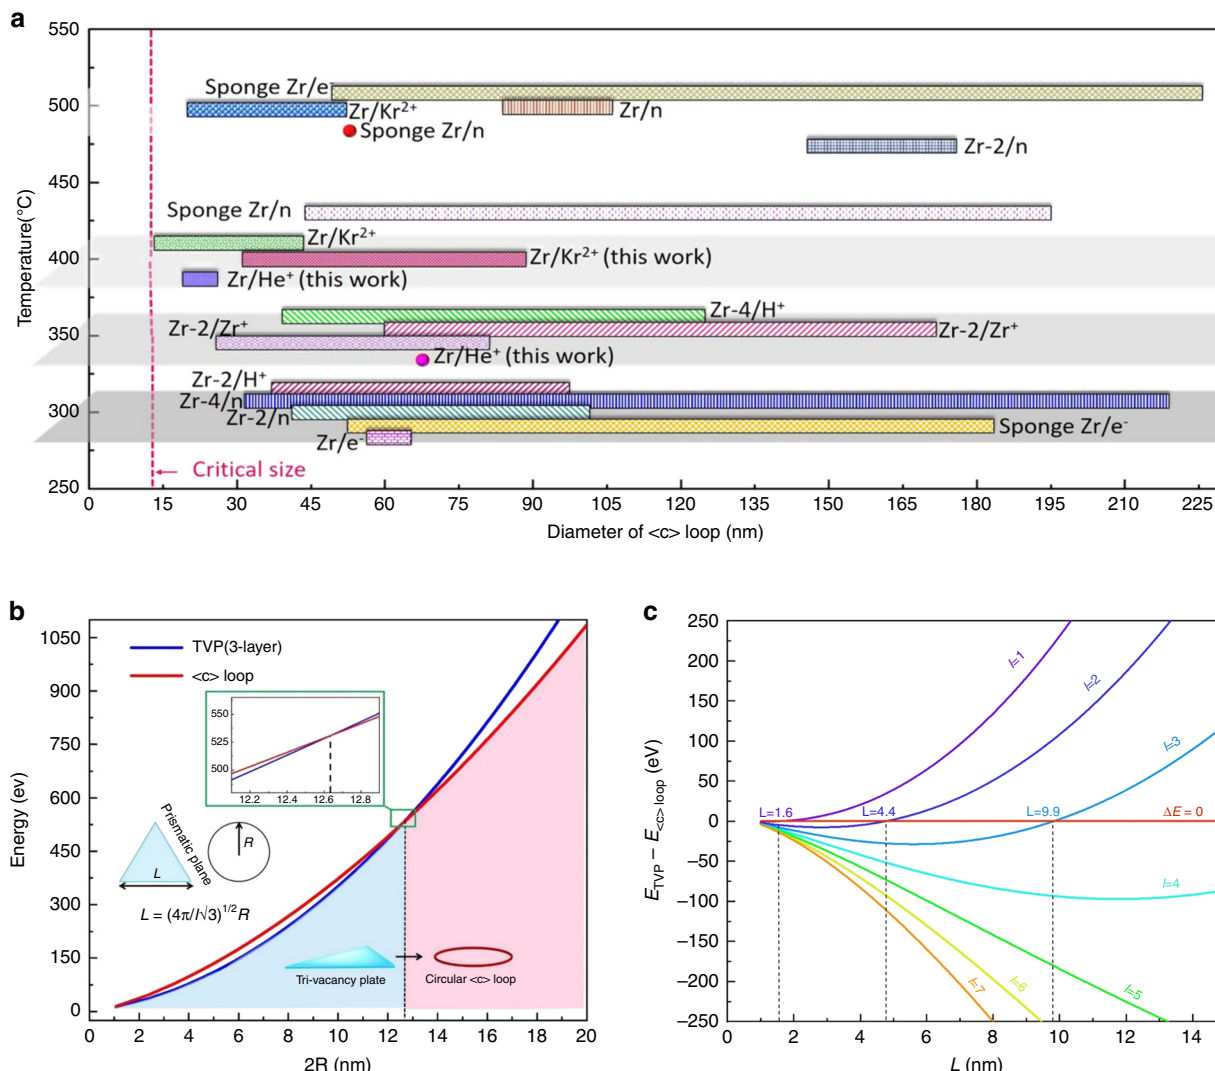 a
550
500
450
400
350
300
250
Temperature(°C)
Sponge Zr/e⁻
Zr/Kr²⁺
Zr/n
Sponge Zr/n
Zr-2/n
Sponge Zr/n
Zr/Kr²⁺
Zr/Kr²⁺ (this work)
Zr/He⁺ (this work)
Zr-4/H⁺
Zr-2/Zr⁺
Zr-2/Zr⁺
Zr/He⁺ (this work)
Zr-2/H⁺
Zr-4/n
Zr-2/n
Sponge Zr/e⁻
Zr/e⁻
Critical size
0 15 30 45 60 75 90 105 120 135 150 165 180 195 210 225
Diameter of <c> loop (nm)
b
1050
900
750
600
450
300
150
0
Energy (ev)
TVP(3-layer)
<c> loop
550
525
500
12.2 12.4 12.6 12.8
Prismatic plane
L
R
L = (4π/l√3)^{1/2}R
Tri-vacancy plate
Circular <c> loop
0 2 4 6 8 10 12 14 16 18 20
2R (nm)
c
250
200
150
100
50
0
−50
−100
−150
−200
−250
E_{TVP} − E_{<c> loop} (eV)
l=1
l=2
l=3
L=1.6
L=4.4
L=9.9
ΔE = 0
l=4
l=5
l=6
l=7
0 2 4 6 8 10 12 14
L (nm)